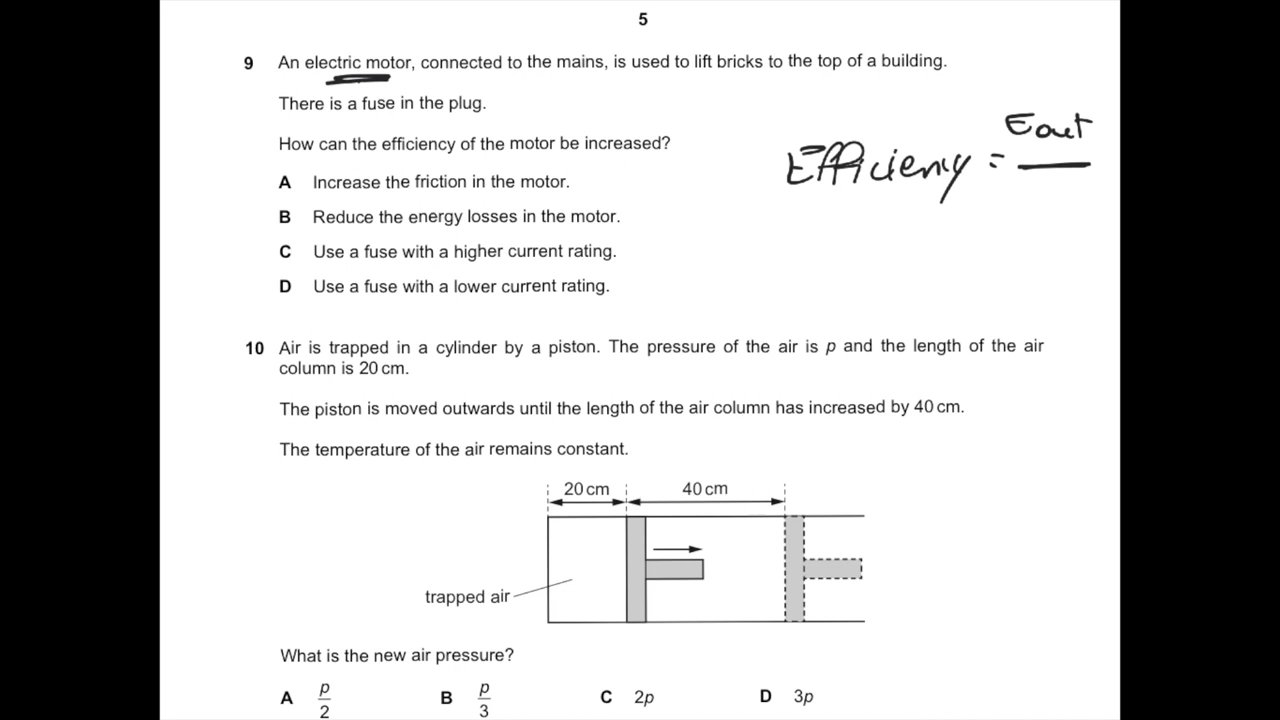 5
9 An electric motor, connected to the mains, is used to lift bricks to the top of a building.
There is a fuse in the plug.
How can the efficiency of the motor be increased?
A Increase the friction in the motor.
B Reduce the energy losses in the motor.
C Use a fuse with a higher current rating.
D Use a fuse with a lower current rating.
Efficiency = Eout
10 Air is trapped in a cylinder by a piston. The pressure of the air is p and the length of the air
column is 20 cm.
The piston is moved outwards until the length of the air column has increased by 40 cm.
The temperature of the air remains constant.
20 cm 40 cm
trapped air
What is the new air pressure?
A p/2 B p/3 C 2p D 3p